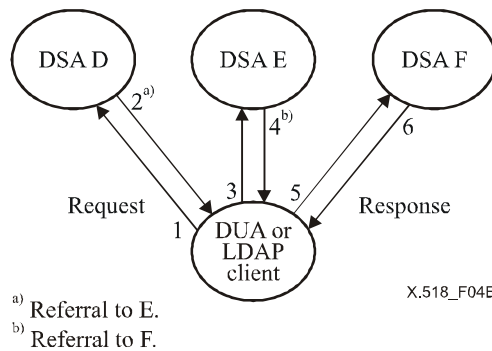 DSA D
DSA E
DSA F
2a)
4b)
6
3
5
Request
Response
1
DUA or
LDAP
client
X.518_F04E
a) Referral to E.
b) Referral to F.